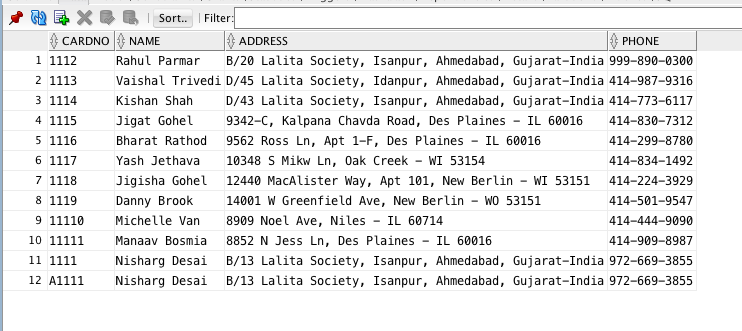 Sort.. Filter:
CARDNO NAME ADDRESS PHONE
1 1112 Rahul Parmar B/20 Lalita Society, Isanpur, Ahmedabad, Gujarat-India 999-890-0300
2 1113 Vaishal Trivedi D/45 Lalita Society, Idanpur, Ahmedabad, Gujarat-India 414-987-9316
3 1114 Kishan Shah D/43 Lalita Society, Isanpur, Ahmedabad, Gujarat-India 414-773-6117
4 1115 Jigat Gohel 9342-C, Kalpana Chavda Road, Des Plaines - IL 60016 414-830-7312
5 1116 Bharat Rathod 9562 Ross Ln, Apt 1-F, Des Plaines - IL 60016 414-299-8780
6 1117 Yash Jethava 10348 S Mikw Ln, Oak Creek - WI 53154 414-834-1492
7 1118 Jigisha Gohel 12440 MacAlister Way, Apt 101, New Berlin - WI 53151 414-224-3929
8 1119 Danny Brook 14001 W Greenfield Ave, New Berlin - WO 53151 414-501-9547
9 11110 Michelle Van 8909 Noel Ave, Niles - IL 60714 414-444-9090
10 11111 Manaav Bosmia 8852 N Jess Ln, Des Plaines - IL 60016 414-909-8987
11 1111 Nisharg Desai B/13 Lalita Society, Isanpur, Ahmedabad, Gujarat-India 972-669-3855
12 A1111 Nisharg Desai B/13 Lalita Society, Isanpur, Ahmedabad, Gujarat-India 972-669-3855